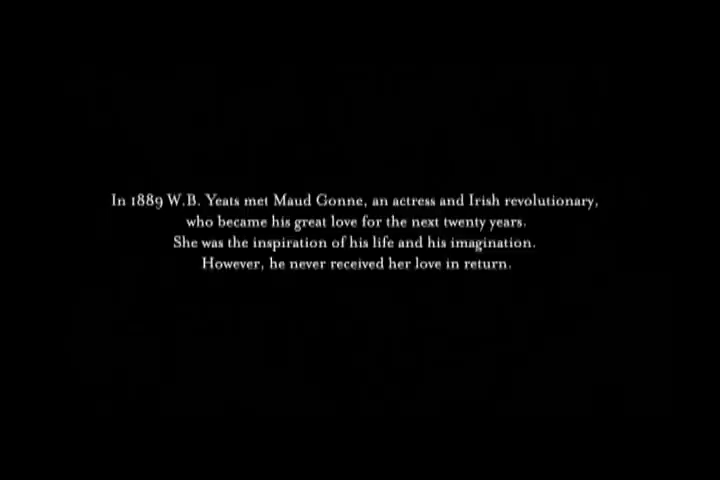 In 1889 W.B. Yeats met Maud Gonne, an actress and Irish revolutionary,
who became his great love for the next twenty years.
She was the inspiration of his life and his imagination.
However, he never received her love in return.